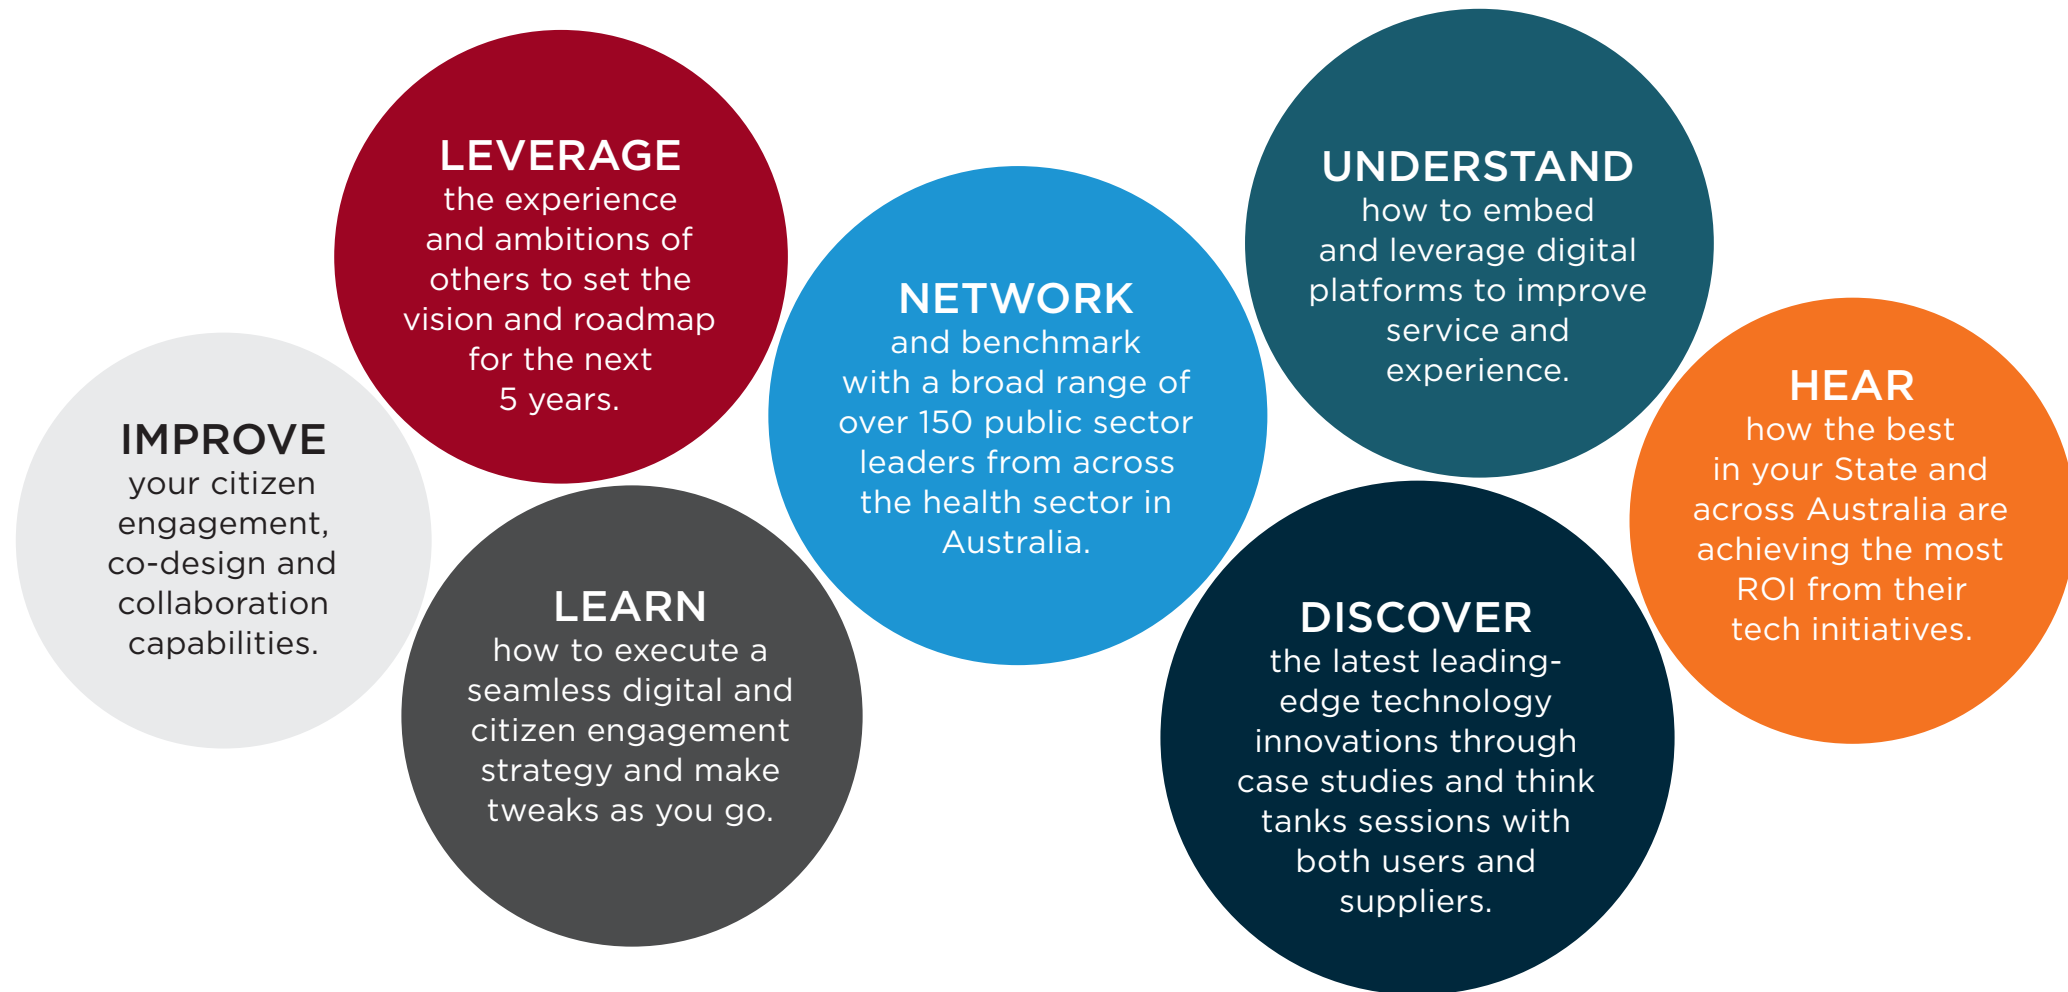 IMPROVE
your citizen
engagement,
co-design and
collaboration
capabilities.
LEVERAGE
the experience
and ambitions of
others to set the
vision and roadmap
for the next
5 years.
LEARN
how to execute a
seamless digital and
citizen engagement
strategy and make
tweaks as you go.
NETWORK
and benchmark
with a broad range of
over 150 public sector
leaders from across
the health sector in
Australia.
UNDERSTAND
how to embed
and leverage digital
platforms to improve
service and
experience.
DISCOVER
the latest leading-
edge technology
innovations through
case studies and think
tanks sessions with
both users and
suppliers.
HEAR
how the best
in your State and
across Australia are
achieving the most
ROI from their
tech initiatives.